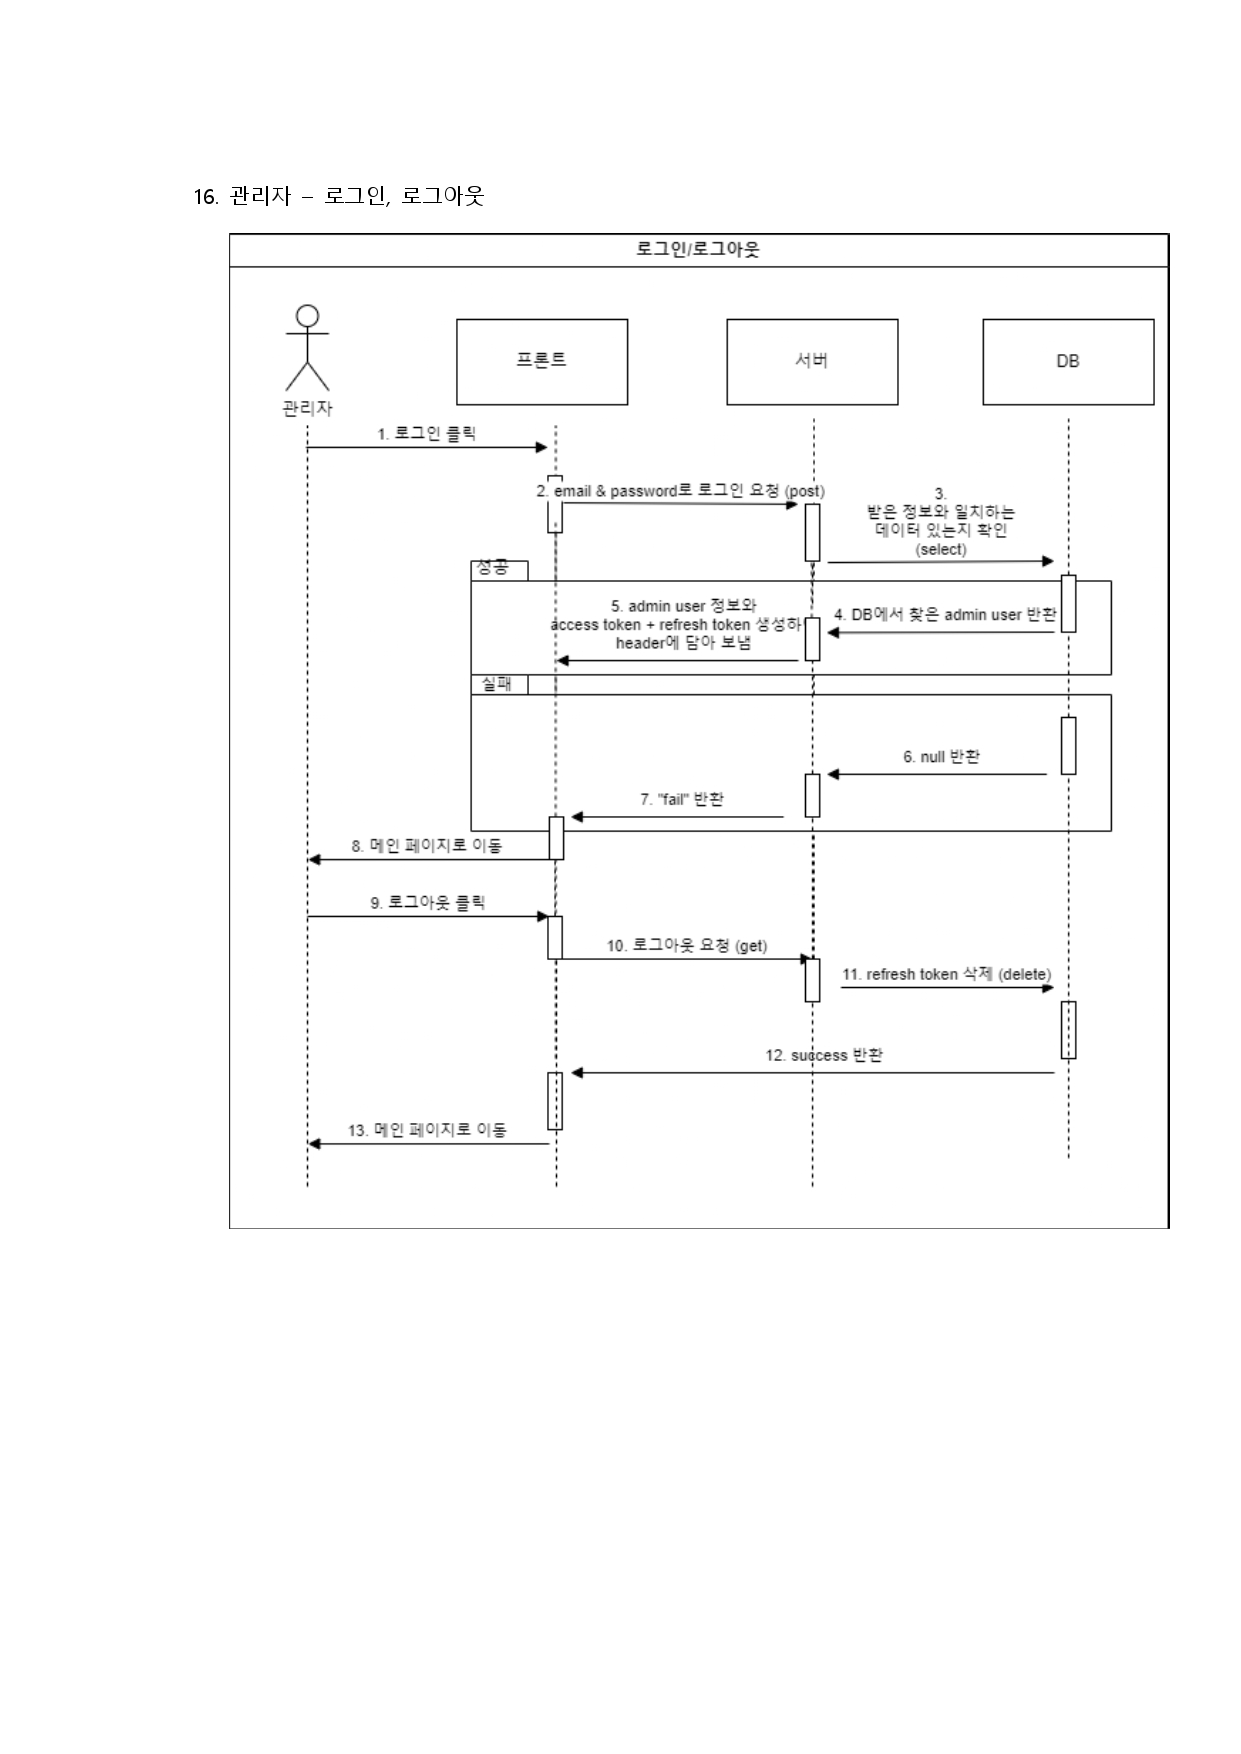 16. 관리자 – 로그인, 로그아웃
로그인/로그아웃
관리자
프론트
서버
DB
1. 로그인 클릭
2. email & password로 로그인 요청 (post)
3.
받은 정보와 일치하는
데이터 있는지 확인
(select)
성공
4. DB에서 찾은 admin user 반환
5. admin user 정보와
access token + refresh token 생성하
header에 담아 보냄
실패
6. null 반환
7. "fail" 반환
8. 메인 페이지로 이동
9. 로그아웃 클릭
10. 로그아웃 요청 (get)
11. refresh token 삭제 (delete)
12. success 반환
13. 메인 페이지로 이동